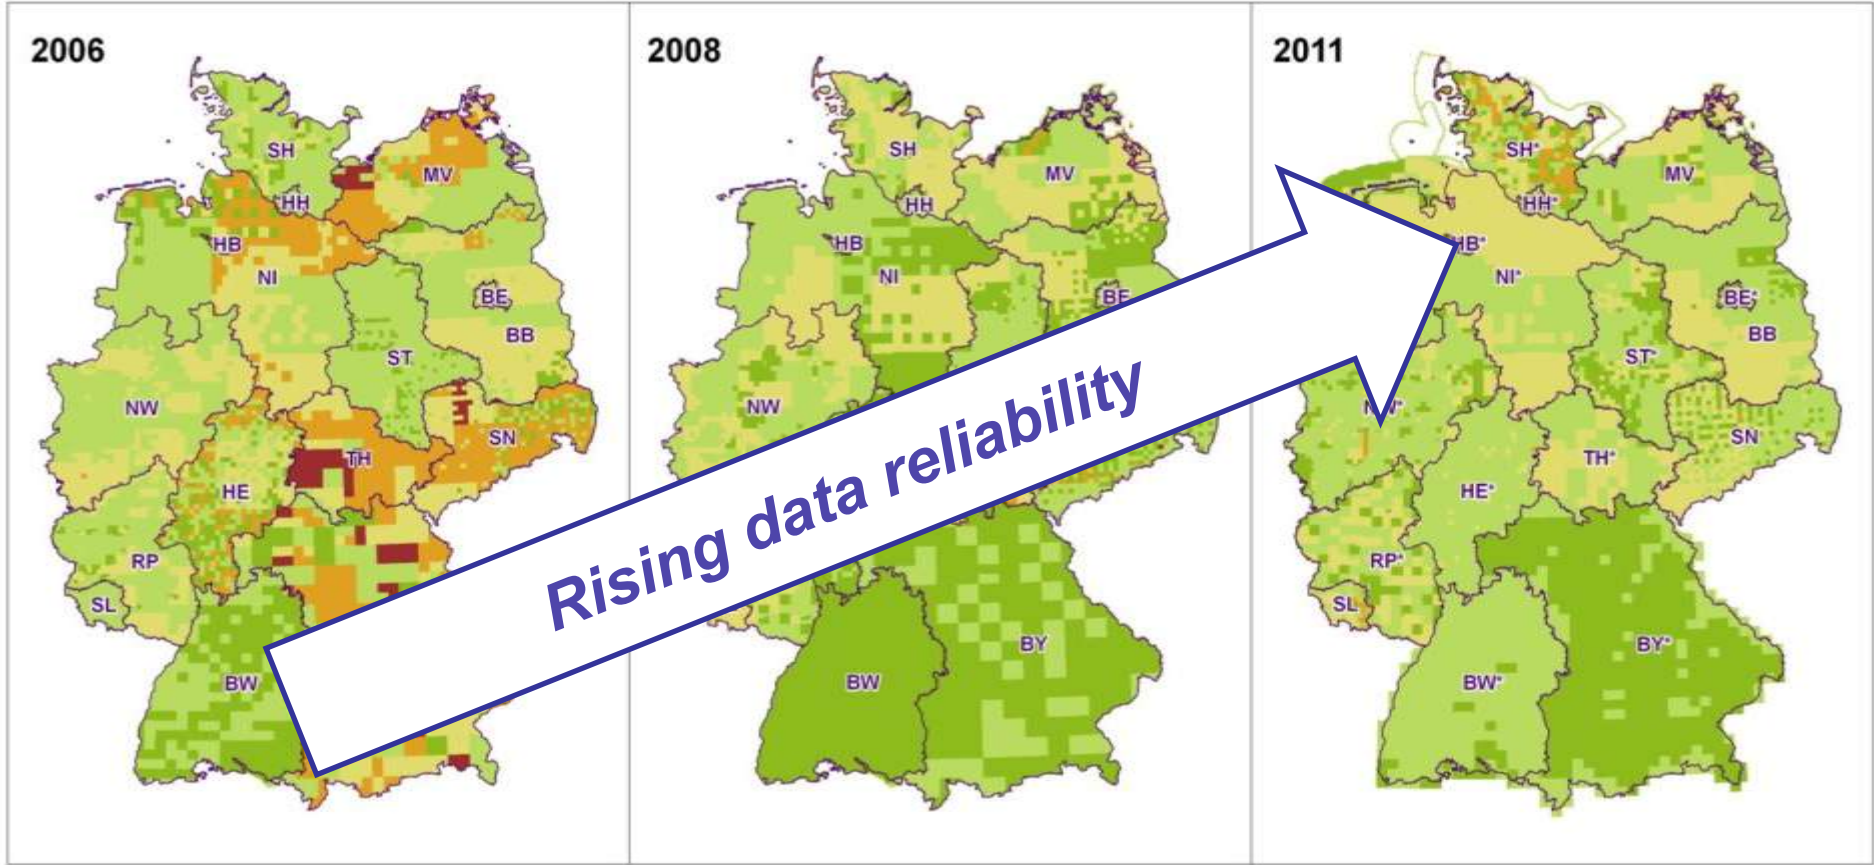 2006
SH
MV
HH
HB
NI
BE
BB
ST
NW
SN
TH
HE
RP
SL
BW
2008
SH
MV
HH
HB
NI
BE
NW
BW
BY
2011
SH*
MV
HH*
HB*
NI*
BE*
BB
ST*
NW*
SN
TH*
HE*
RP*
SL
BY*
BW*
Rising data reliability